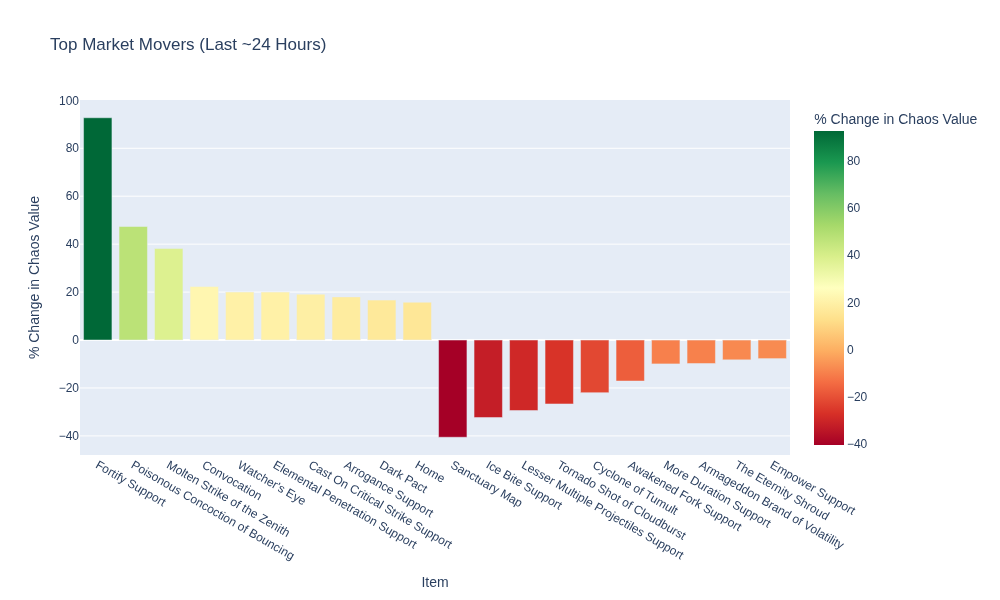 Top Market Movers (Last ~24 Hours)
% Change in Chaos Value
100
80
60
40
20
0
−20
−40
Fortify Support
Poisonous Concoction of Bouncing
Molten Strike of the Zenith
Convocation
Watcher's Eye
Elemental Penetration Support
Cast On Critical Strike Support
Arrogance Support
Dark Pact
Home
Sanctuary Map
Ice Bite Support
Lesser Multiple Projectiles Support
Tornado Shot of Cloudburst
Cyclone of Tumult
Awakened Fork Support
More Duration Support
Armageddon Brand of Volatility
The Eternity Shroud
Empower Support
Item
% Change in Chaos Value
80
60
40
20
0
−20
−40